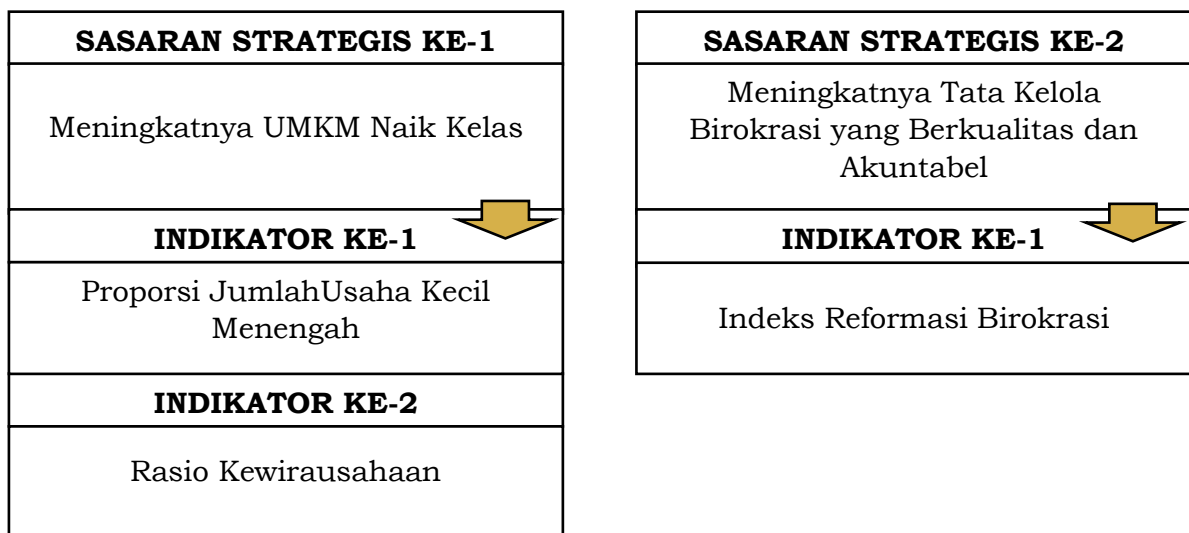 SASARAN STRATEGIS KE-1
Meningkatnya UMKM Naik Kelas
INDIKATOR KE-1
Proporsi JumlahUsaha Kecil
Menengah
INDIKATOR KE-2
Rasio Kewirausahaan
SASARAN STRATEGIS KE-2
Meningkatnya Tata Kelola
Birokrasi yang Berkualitas dan
Akuntabel
INDIKATOR KE-1
Indeks Reformasi Birokrasi